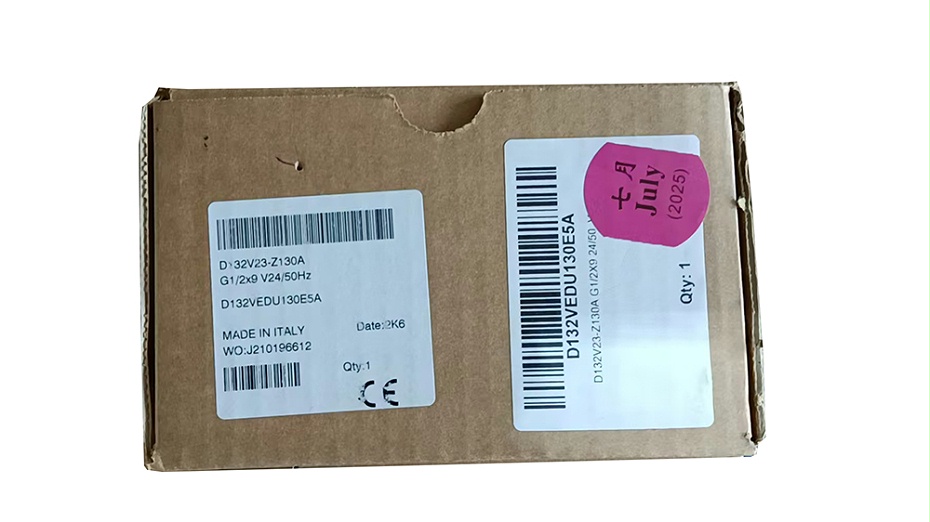 D132V23-Z130A
G1/2x9 V24/50Hz
D132VEDU130E5A
MADE IN ITALY
Date:2K6
WO:J210196612
Qty:1
CE
D132VEDU130E5A
D132V23-Z130A G1/2X9 24/50
Qty: 1
七月
July
(2025)